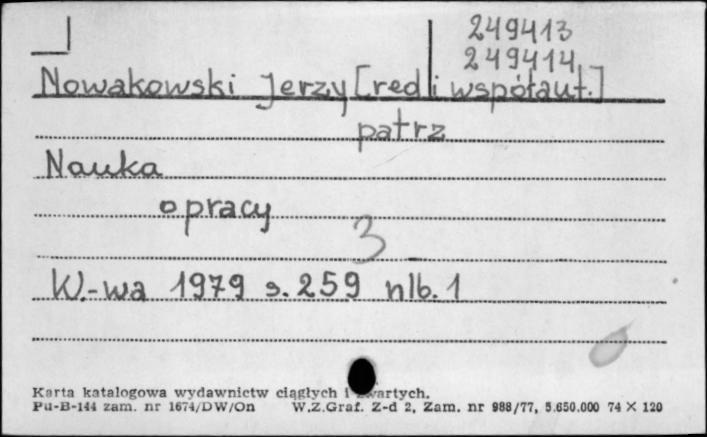 249413
249414
Nowakowski Jerzy [red i współaut.]
patrz
Nauka
o pracy
3
W.-wa 1979 s. 259 nlb. 1
Karta katalogowa wydawnictw ciągłych i zwartych.
Pu-B-144 zam. nr 1674/DW/On W.Z.Graf. Z-d 2, Zam. nr 988/77, 5.650.000 74 X 120